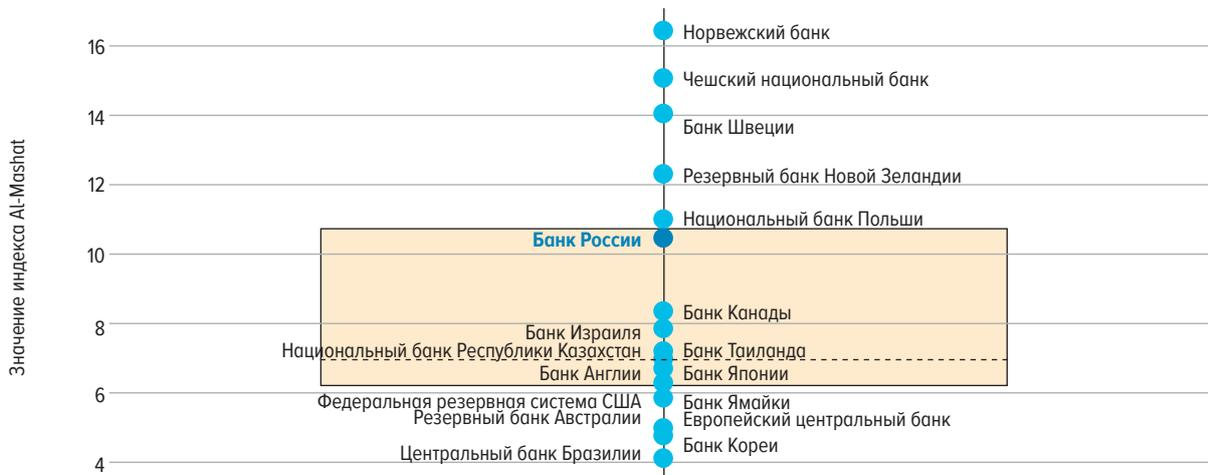 Значение индекса Al-Mashat
16
14
12
10
8
6
4
Норвежский банк
Чешский национальный банк
Банк Швеции
Резервный банк Новой Зеландии
Национальный банк Польши
Банк России
Банк Канады
Банк Израиля
Национальный банк Республики Казахстан
Банк Таиланда
Банк Англии
Банк Японии
Федеральная резервная система США
Банк Ямайки
Резервный банк Австралии
Европейский центральный банк
Банк Кореи
Центральный банк Бразилии